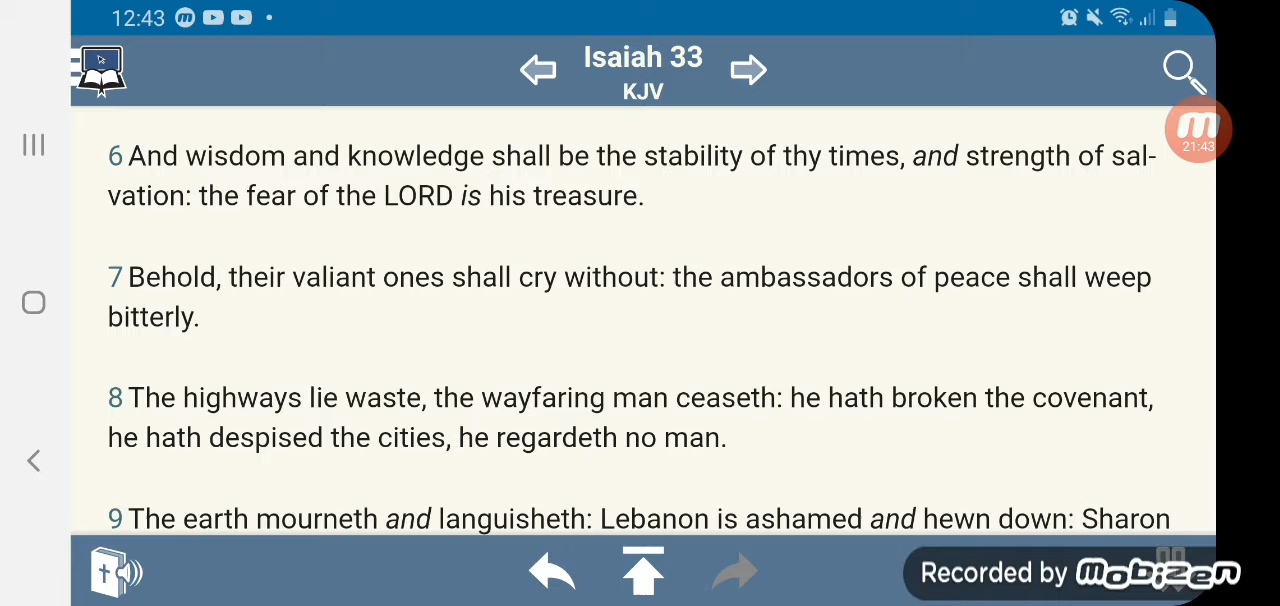 12:43
Isaiah 33
KJV
21:43
6 And wisdom and knowledge shall be the stability of thy times, and strength of sal-
vation: the fear of the LORD is his treasure.
7 Behold, their valiant ones shall cry without: the ambassadors of peace shall weep
bitterly.
8 The highways lie waste, the wayfaring man ceaseth: he hath broken the covenant,
he hath despised the cities, he regardeth no man.
9 The earth mourneth and languisheth: Lebanon is ashamed and hewn down: Sharon
Recorded by mobizen